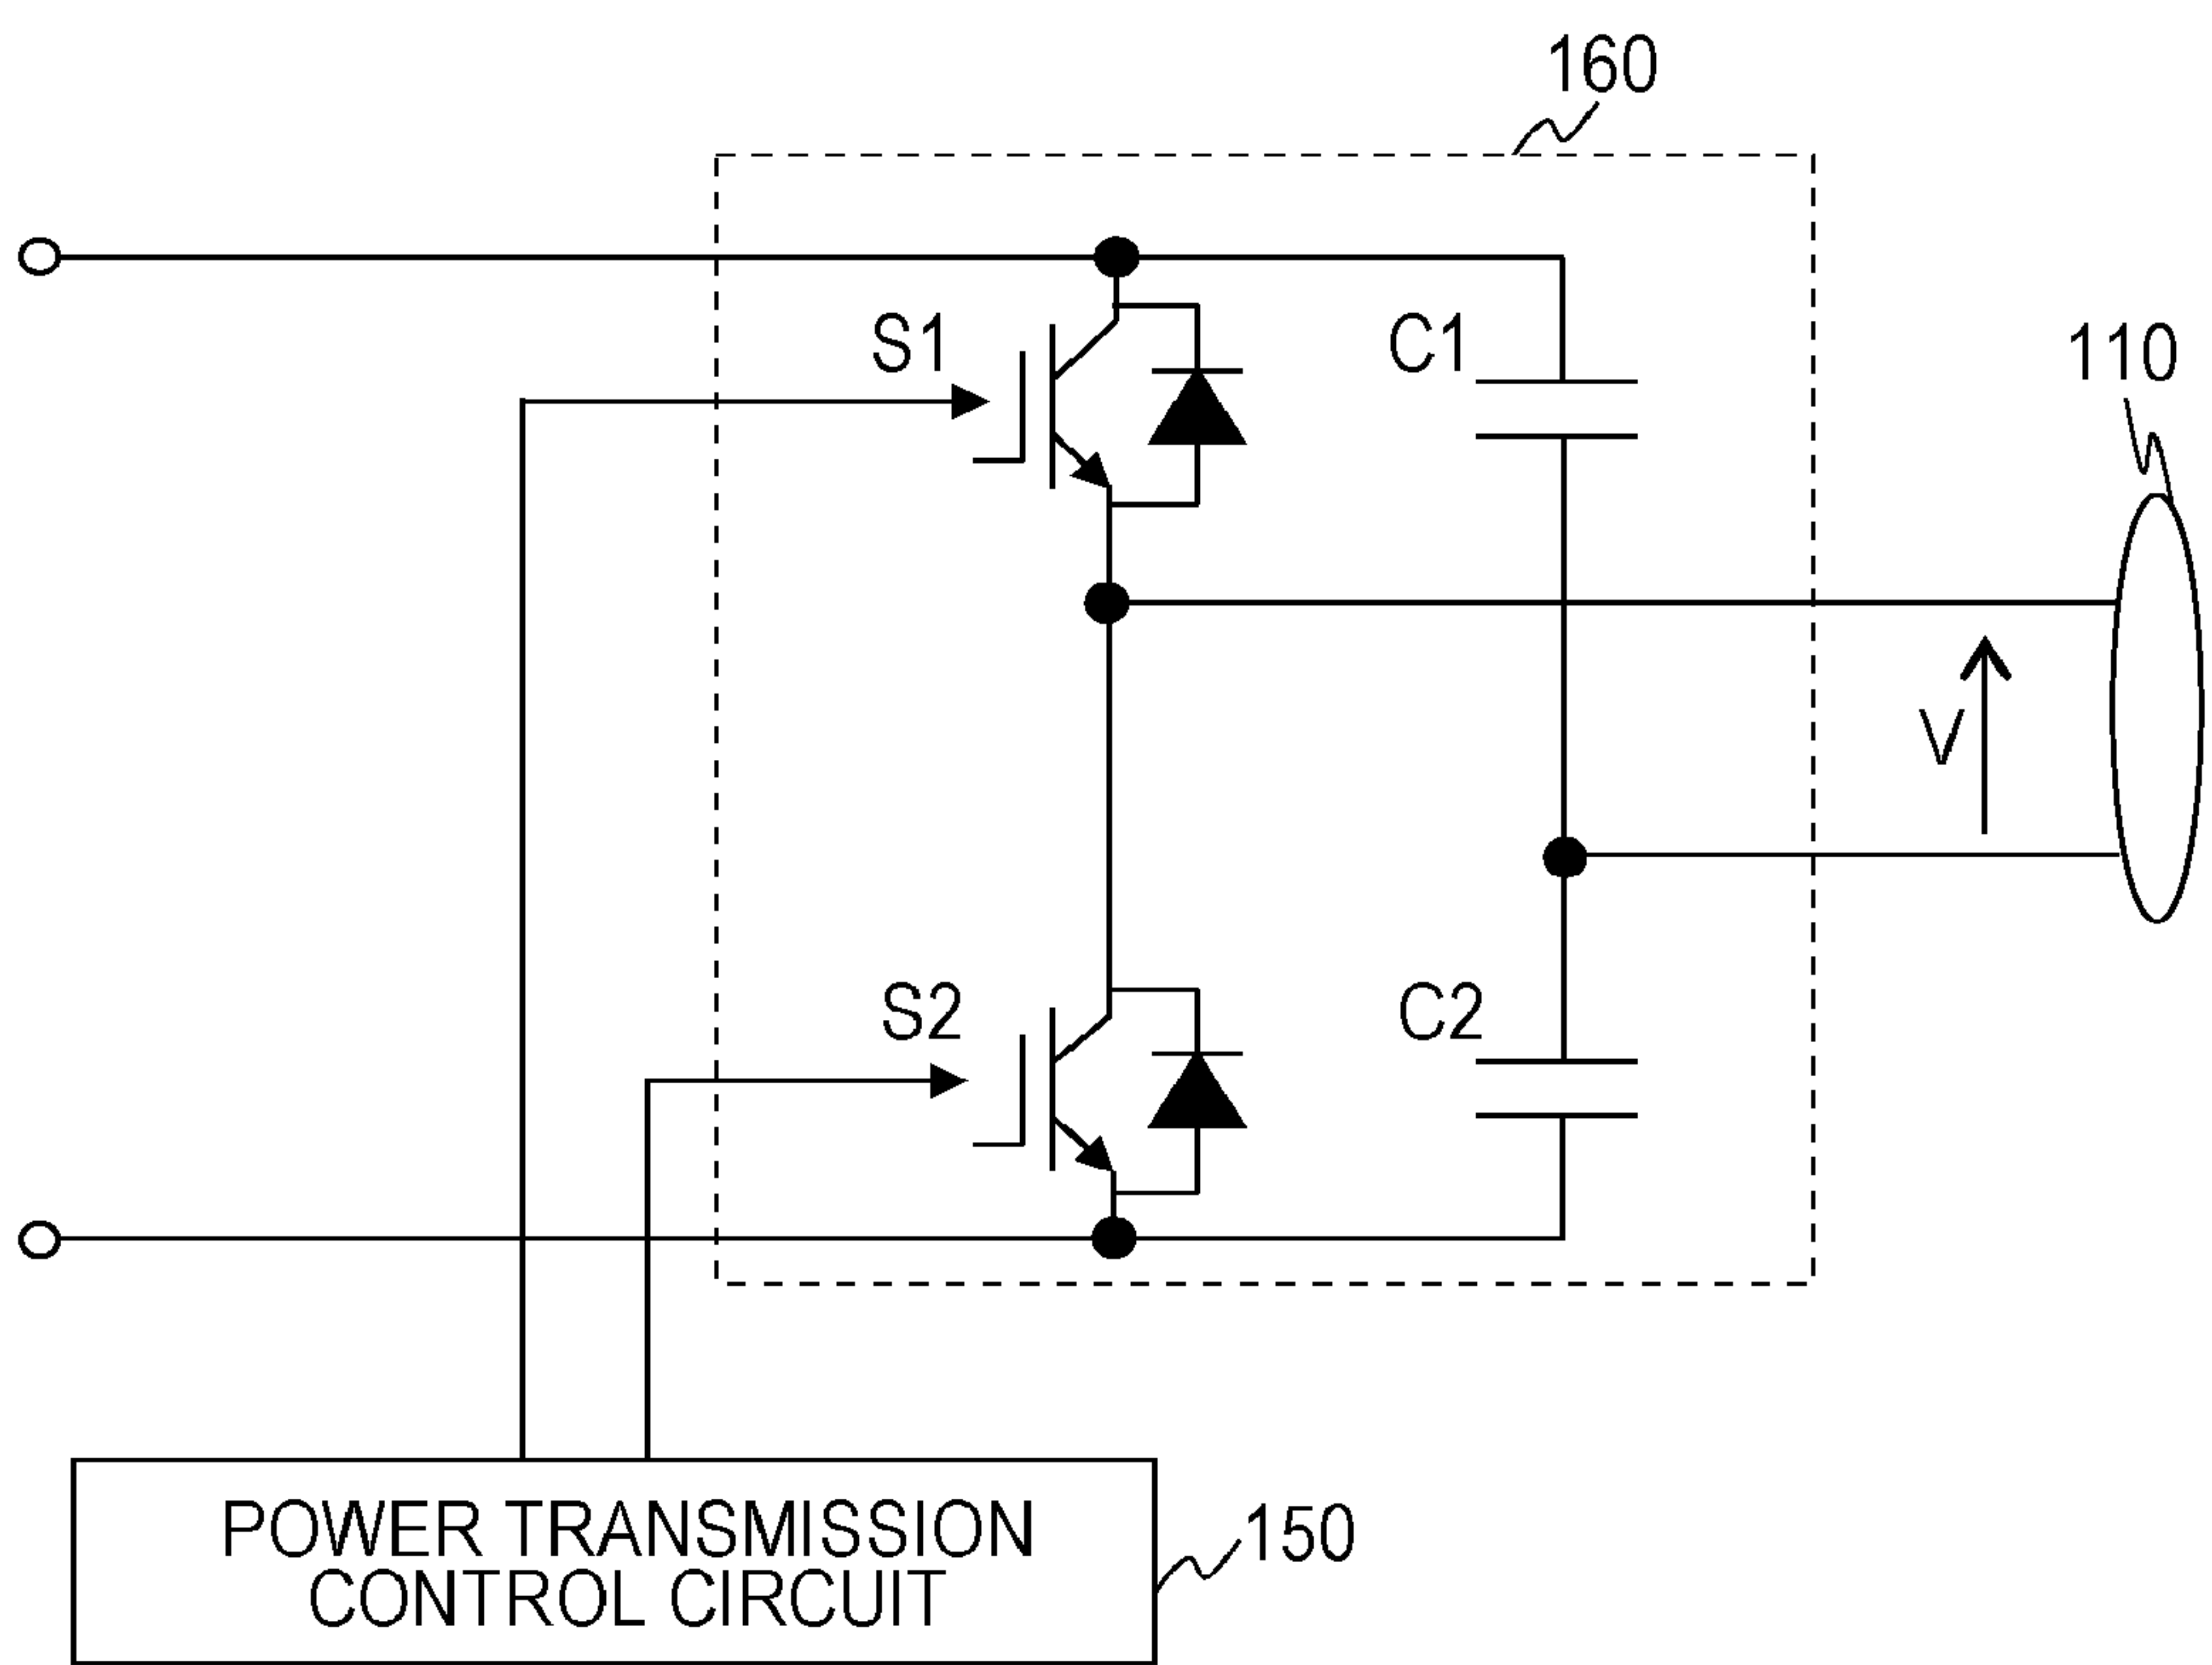 160
S1
C1
110
V
S2
C2
POWER TRANSMISSION
CONTROL CIRCUIT
150